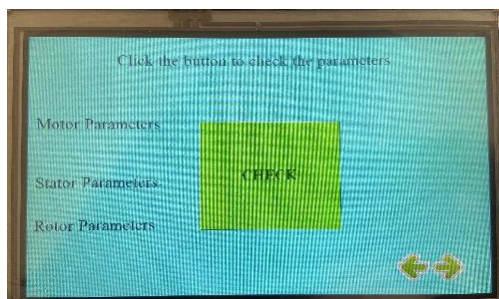 Click the button to check the parameters
Motor Parameters
CHECK
Stator Parameters
Rotor Parameters